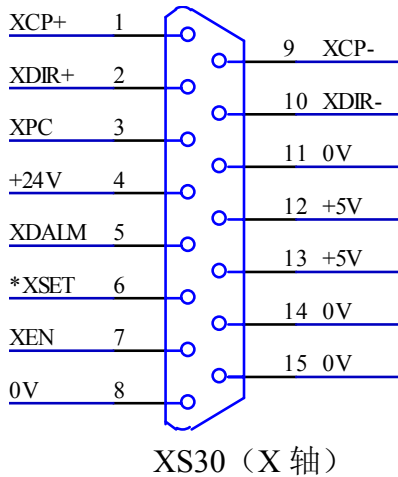 XCP+ 1
9 XCP-
XDIR+ 2
10 XDIR-
XPC 3
11 0V
+24V 4
12 +5V
XDALM 5
13 +5V
*XSET 6
14 0V
XEN 7
15 0V
0V 8
XS30（X 轴）